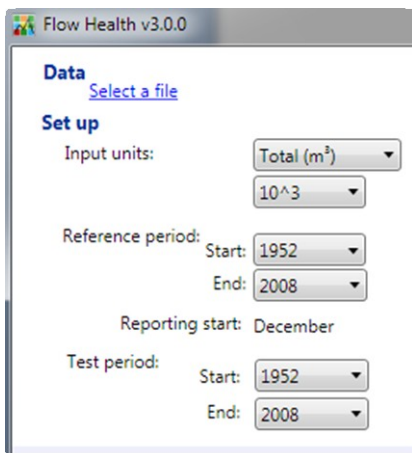 Flow Health v3.0.0
Data
Select a file
Set up
Input units: Total (m³)
10^3
Reference period:
Start: 1952
End: 2008
Reporting start: December
Test period:
Start: 1952
End: 2008